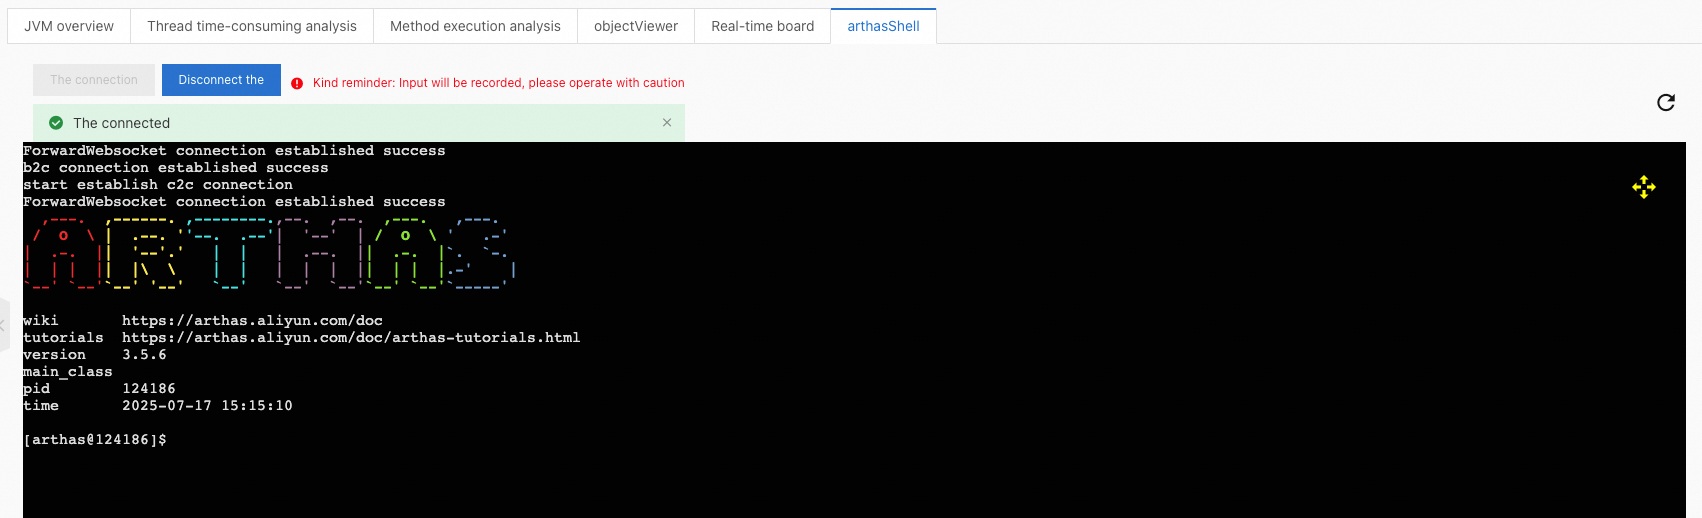 JVM overview Thread time-consuming analysis Method execution analysis objectViewer Real-time board arthasShell
The connection Disconnect the Kind reminder: Input will be recorded, please operate with caution
The connected
ForwardWebsocket connection established success
b2c connection established success
start establish c2c connection
ForwardWebsocket connection established success
ARTHAS
wiki https://arthas.aliyun.com/doc
tutorials https://arthas.aliyun.com/doc/arthas-tutorials.html
version 3.5.6
main_class
pid 124186
time 2025-07-17 15:15:10
[arthas@124186]$